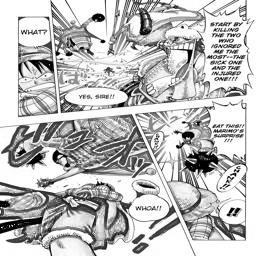 START BY
KILLING
THE TWO
WHO
IGNORED
ME THE
MOST--THE
SICK ONE
AND THE
INJURED
ONE!!!
WHAT?
YES, SIRE!!
EAT THIS!!
MARIMO'S
SURPRISE
!!!
WHOA!!
!!